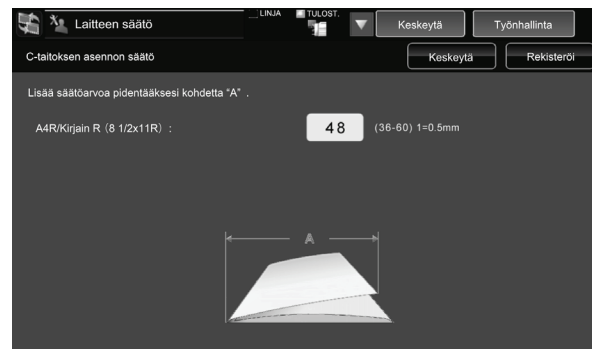 Laitteen säätö
LINJA
TULOST.
Keskeytä
Työnhallinta
C-taitoksen asennon säätö
Keskeytä
Rekisteröi
Lisää säätöarvoa pidentääksesi kohdetta “A” .
A4R/Kirjain R (8 1/2x11R) :
48
(36-60) 1=0.5mm
A